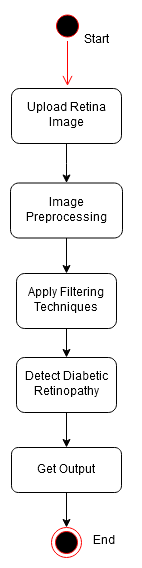 Start
Upload Retina
Image
Image
Preprocessing
Apply Filtering
Techniques
Detect Diabetic
Retinopathy
Get Output
End